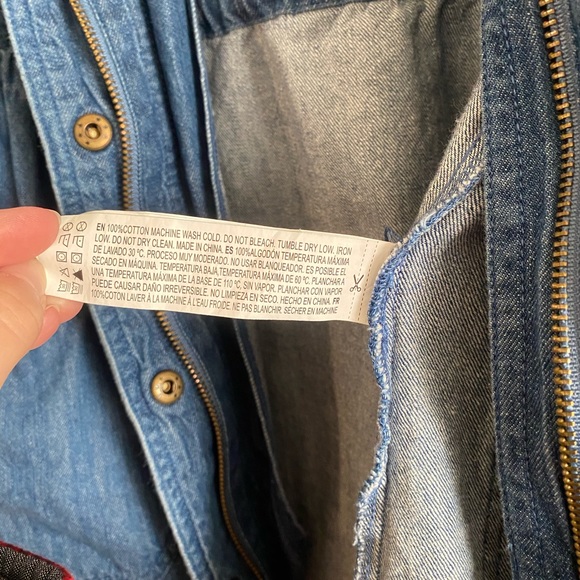 EN 100%COTTON MACHINE WASH COLD. DO NOT BLEACH. TUMBLE DRY LOW. IRON
LOW. DO NOT DRY CLEAN. MADE IN CHINA. ES 100%ALGODÓN TEMPERATURA MÁXIMA
DE LAVADO 30 ºC. PROCESO MUY MODERADO. NO USAR BLANQUEADOR. ES POSIBLE EL
SECADO EN MÁQUINA. TEMPERATURA BAJA,TEMPERATURA MÁXIMA DE 60 ºC. PLANCHAR A
UNA TEMPERATURA MÁXIMA DE LA BASE DE 110 ºC, SIN VAPOR. PLANCHAR CON VAPOR
PUEDE CAUSAR DAÑO IRREVERSIBLE. NO LIMPIEZA EN SECO. HECHO EN CHINA. FR
100%COTON LAVER À LA MACHINE À L'EAU FROIDE. NE PAS BLANCHIR. SÉCHER EN MACHINE